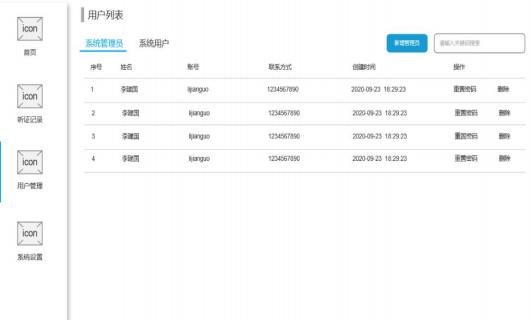 icon
首页
icon
听证记录
icon
用户管理
icon
系统设置
用户列表
系统管理员 系统用户 新增管理员 请输入关键词搜索
序号 姓名 账号 联系方式 创建时间 操作
1 李建国 lijianguo 1234567890 2020-09-23 18:29:23 重置密码 删除
2 李建国 lijianguo 1234567890 2020-09-23 18:29:23 重置密码 删除
3 李建国 lijianguo 1234567890 2020-09-23 18:29:23 重置密码 删除
4 李建国 lijianguo 1234567890 2020-09-23 18:29:23 重置密码 删除